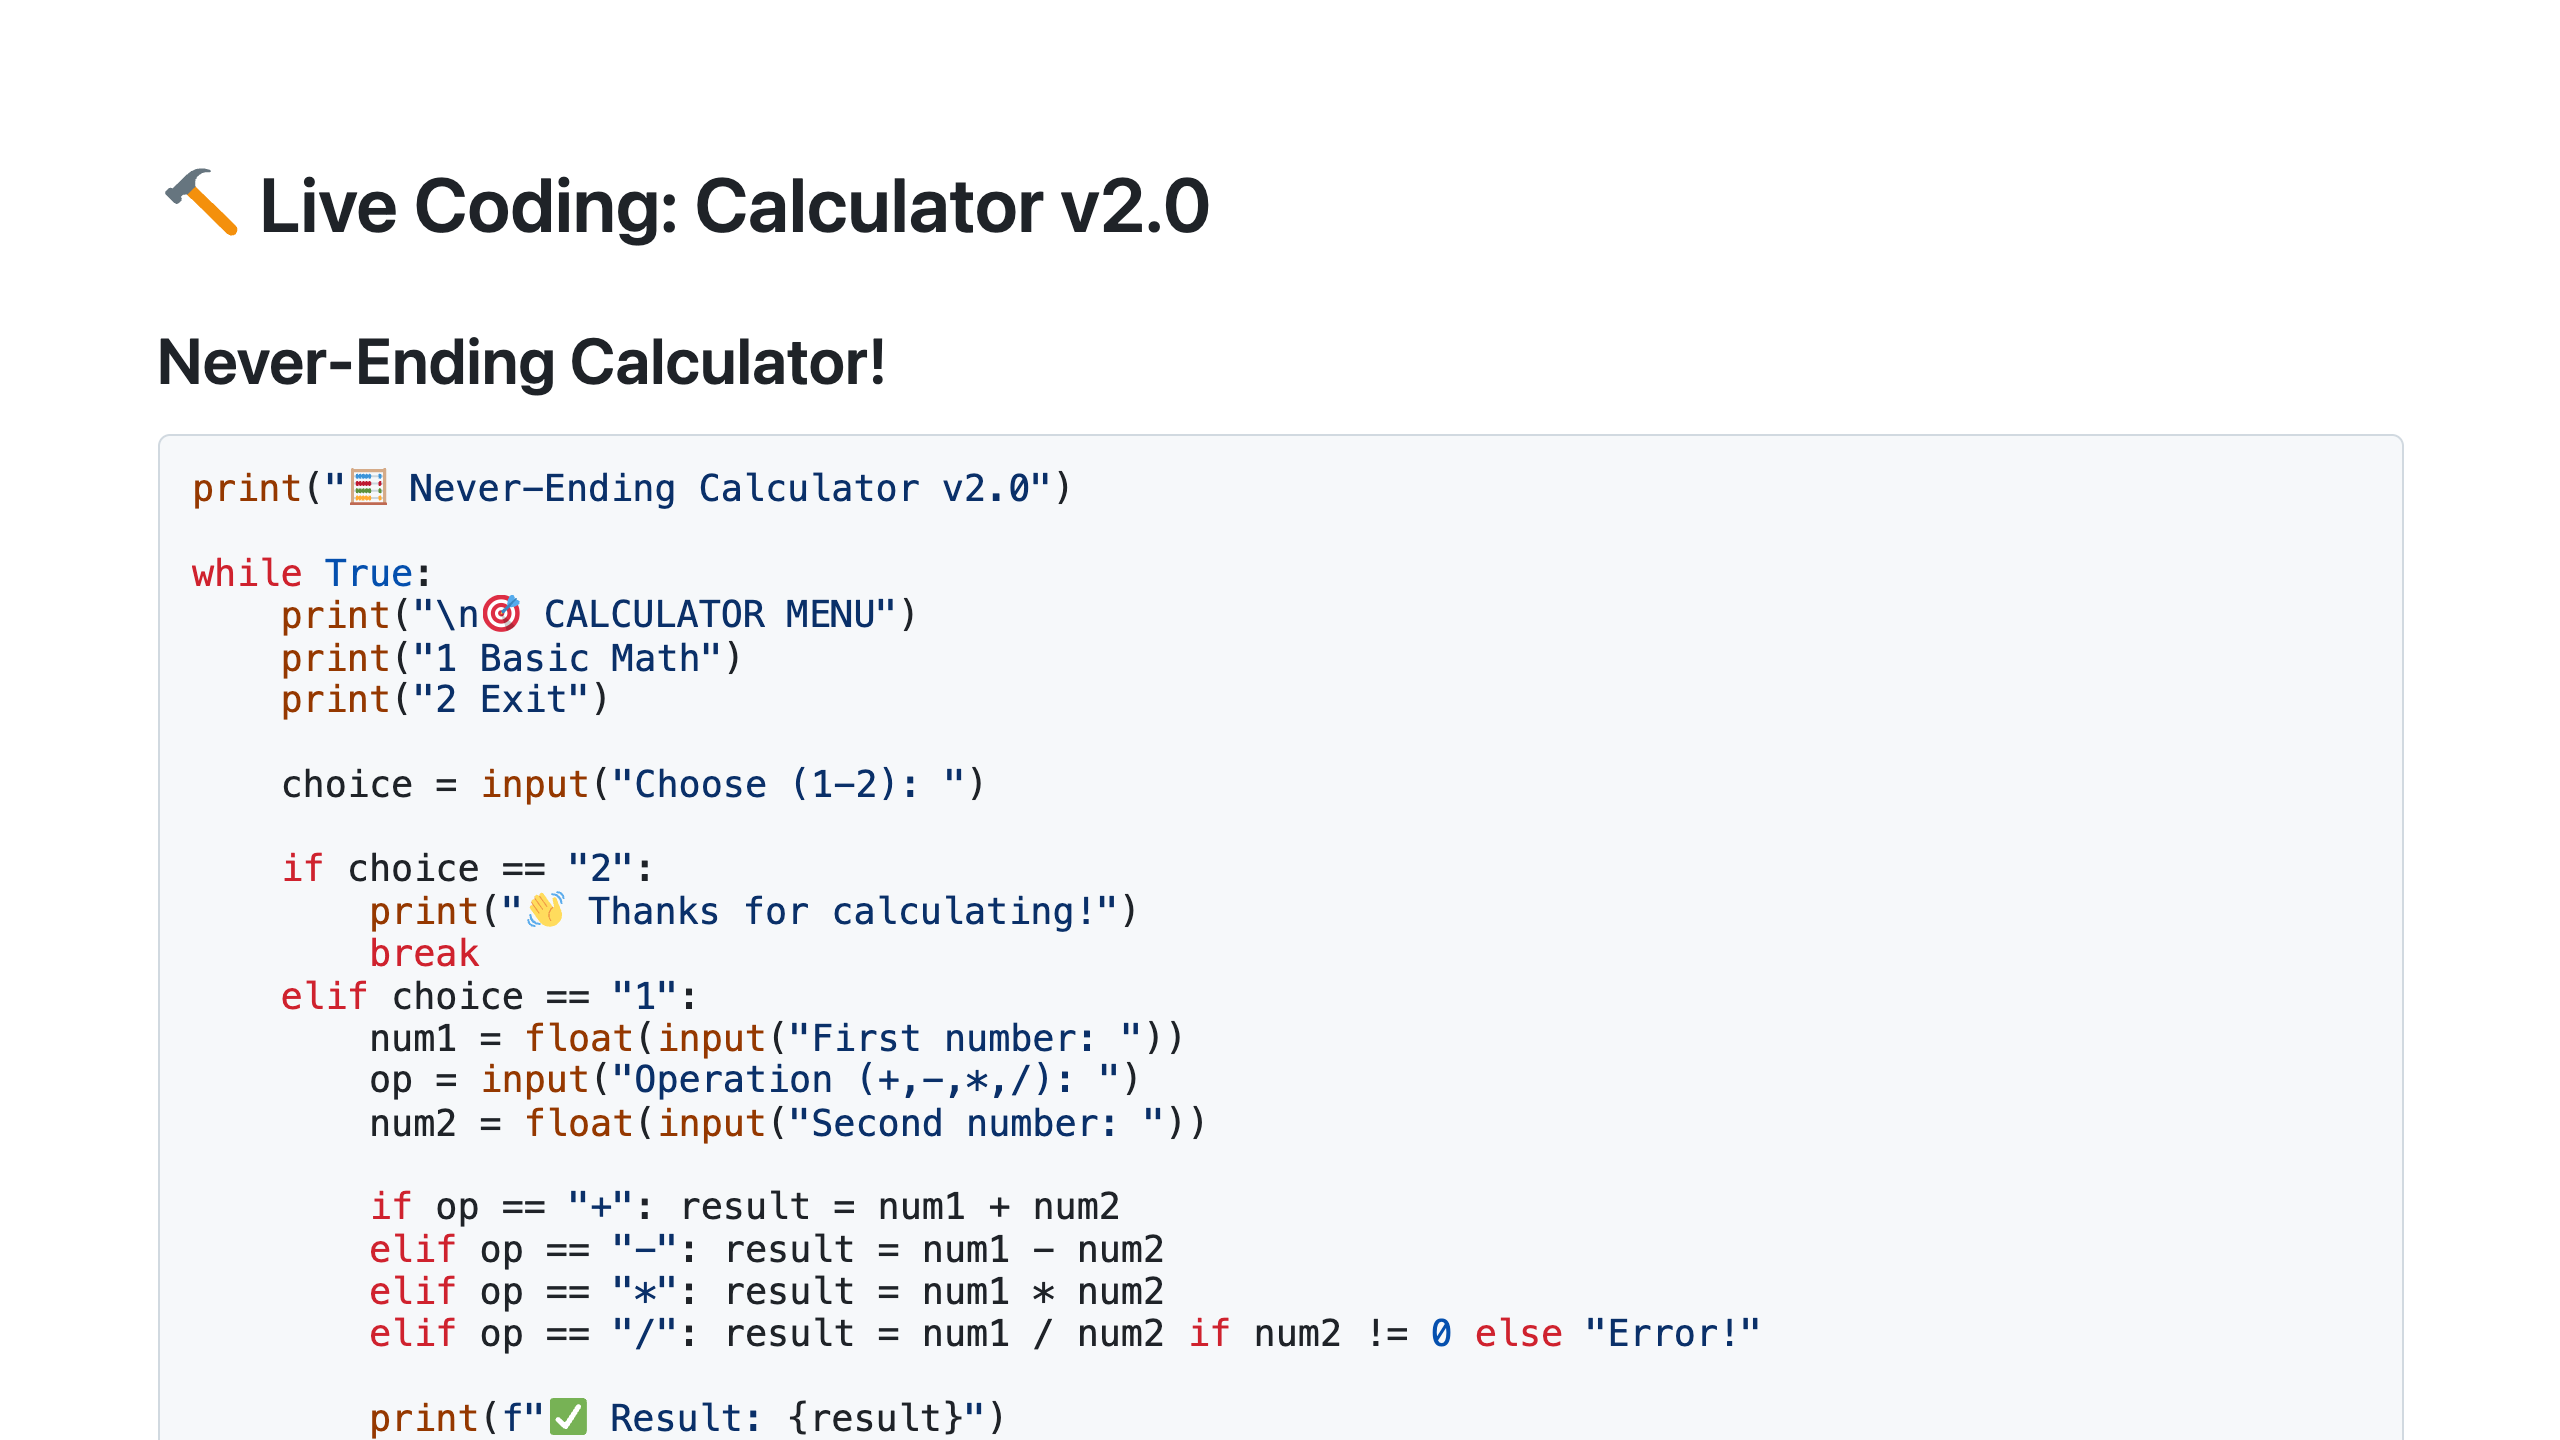 🔨 Live Coding: Calculator v2.0
Never-Ending Calculator!
print("🧮 Never-Ending Calculator v2.0")
while True:
    print("\n🎯 CALCULATOR MENU")
    print("1 Basic Math")
    print("2 Exit")
    choice = input("Choose (1-2): ")
    if choice == "2":
        print("👋 Thanks for calculating!")
        break
    elif choice == "1":
        num1 = float(input("First number: "))
        op = input("Operation (+,-,*,/): ")
        num2 = float(input("Second number: "))
        if op == "+": result = num1 + num2
        elif op == "-": result = num1 - num2
        elif op == "*": result = num1 * num2
        elif op == "/": result = num1 / num2 if num2 != 0 else "Error!"
        print(f"✅ Result: {result}")